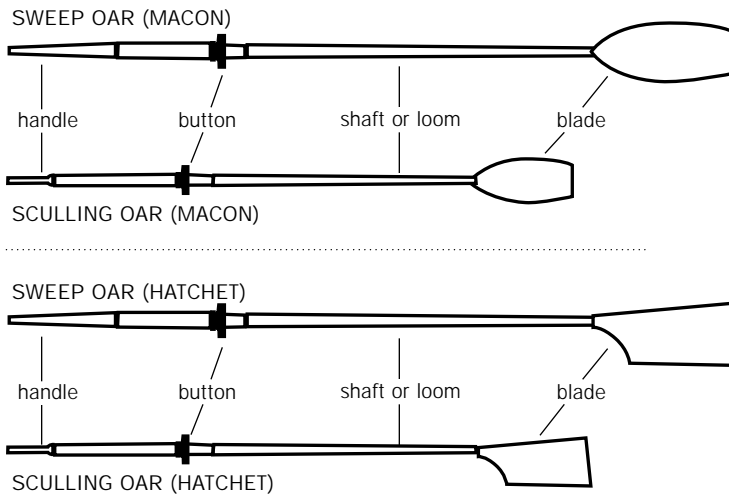 SWEEP OAR (MACON)
handle button shaft or loom blade
SCULLING OAR (MACON)
SWEEP OAR (HATCHET)
handle button shaft or loom blade
SCULLING OAR (HATCHET)